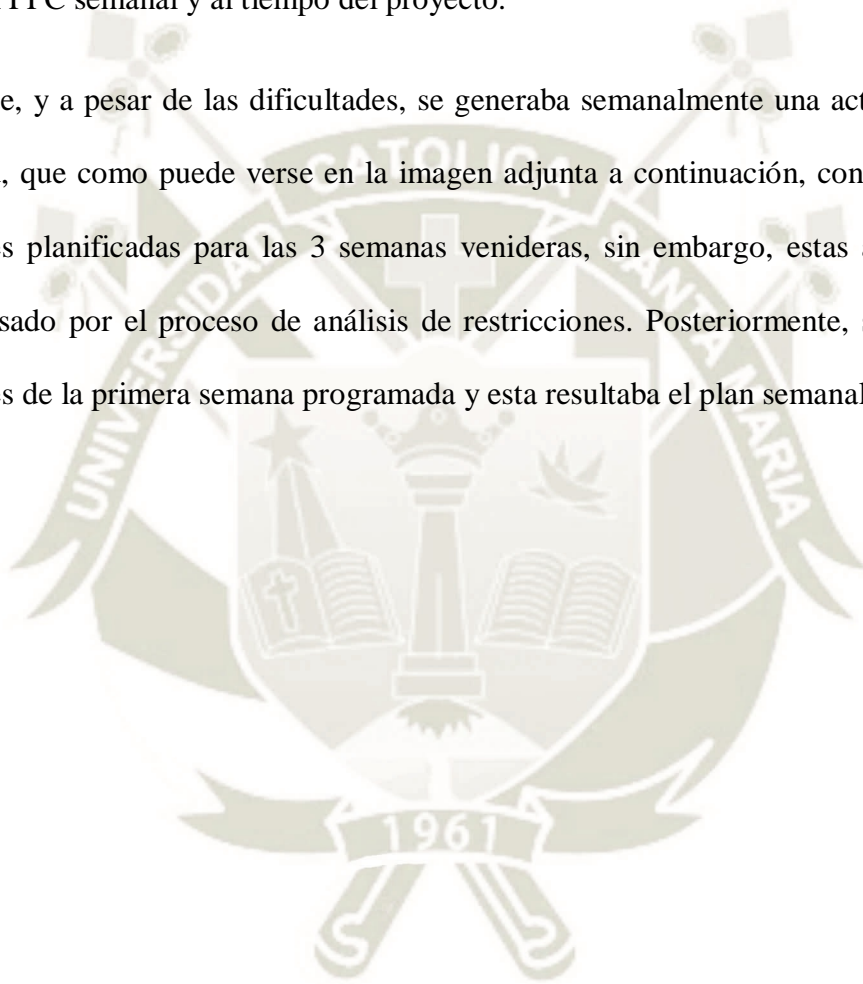 PPC semanal y al tiempo del proyecto.
e, y a pesar de las dificultades, se generaba semanalmente una act
, que como puede verse en la imagen adjunta a continuación, con
s planificadas para las 3 semanas venideras, sin embargo, estas
sado por el proceso de análisis de restricciones. Posteriormente,
s de la primera semana programada y esta resultaba el plan semanal
UNIVERSIDAD CATOLICA SANTA MARIA
1961